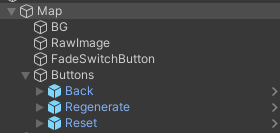 Map
BG
RawImage
FadeSwitchButton
Buttons
Back
Regenerate
Reset